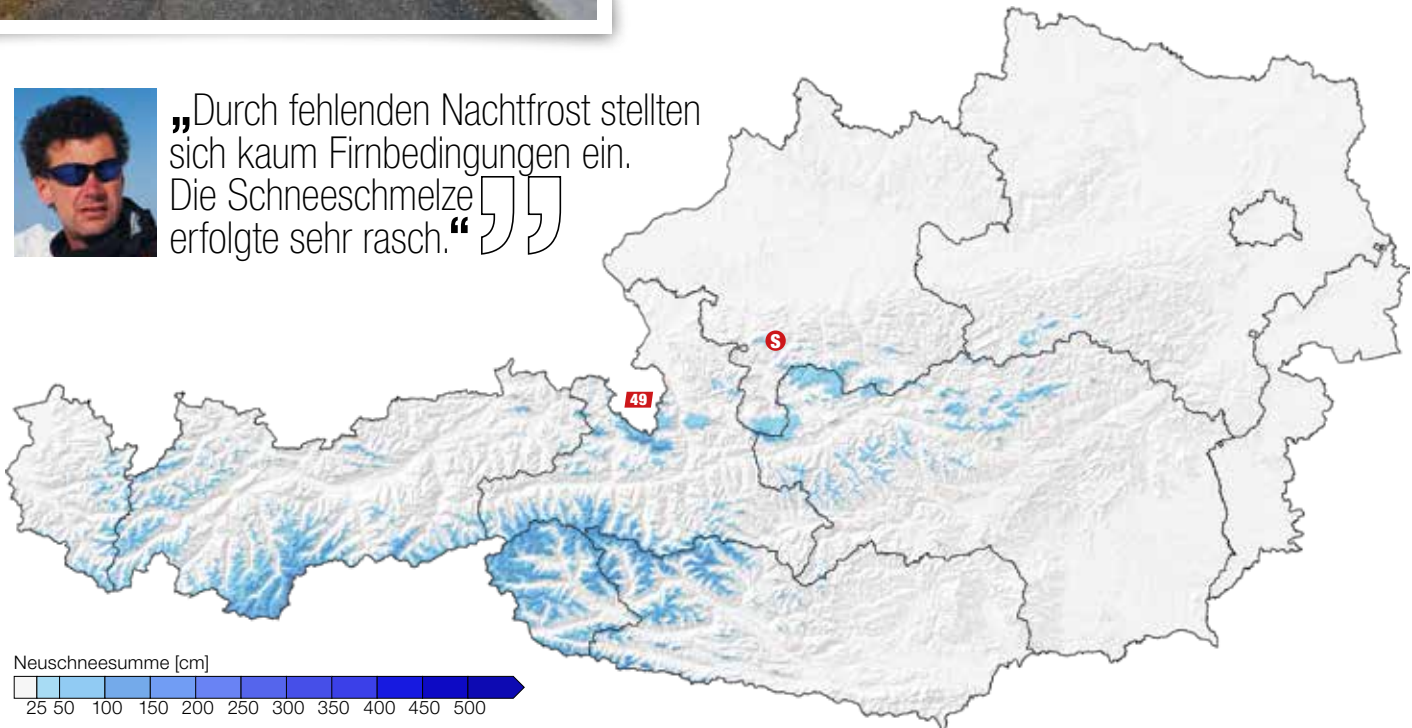 „Durch fehlenden Nachtfrost stellten
sich kaum Firnbedingungen ein.
Die Schneeschmelze
erfolgte sehr rasch.“
S
49
Neuschneesumme [cm]
25 50 100 150 200 250 300 350 400 450 500